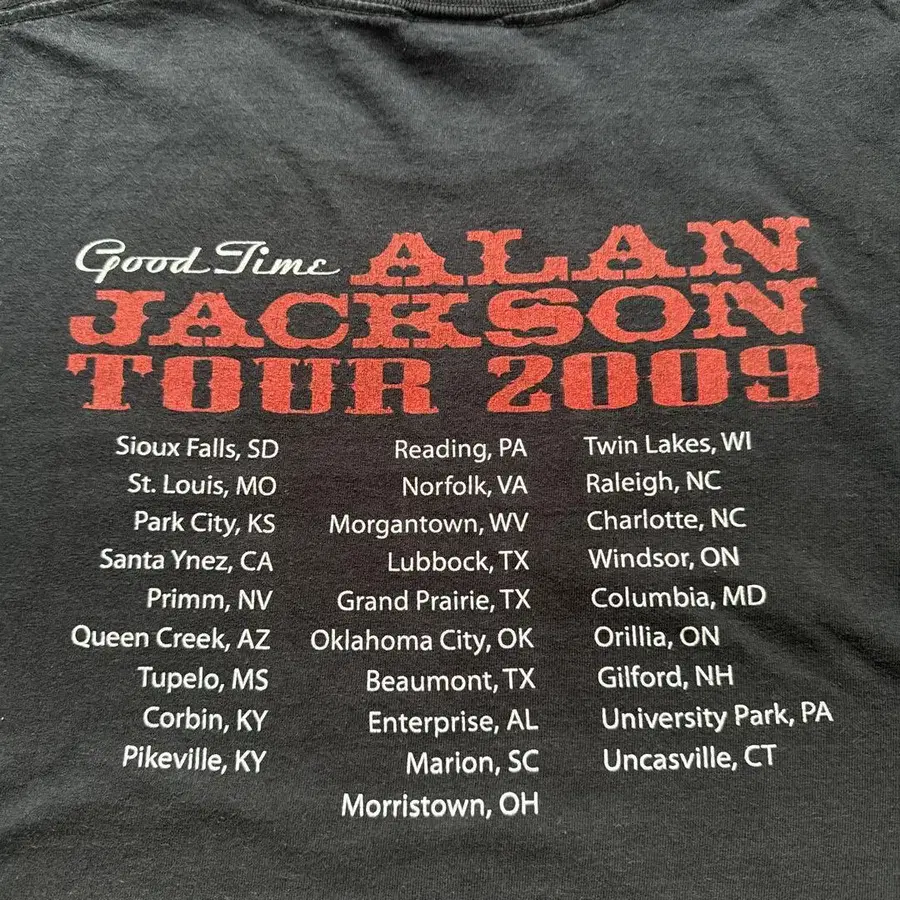 Good Time ALAN
JACKSON
TOUR 2009
Sioux Falls, SD
St. Louis, MO
Park City, KS
Santa Ynez, CA
Primm, NV
Queen Creek, AZ
Tupelo, MS
Corbin, KY
Pikeville, KY
Reading, PA
Norfolk, VA
Morgantown, WV
Lubbock, TX
Grand Prairie, TX
Oklahoma City, OK
Beaumont, TX
Enterprise, AL
Marion, SC
Morristown, OH
Twin Lakes, WI
Raleigh, NC
Charlotte, NC
Windsor, ON
Columbia, MD
Orillia, ON
Gilford, NH
University Park, PA
Uncasville, CT